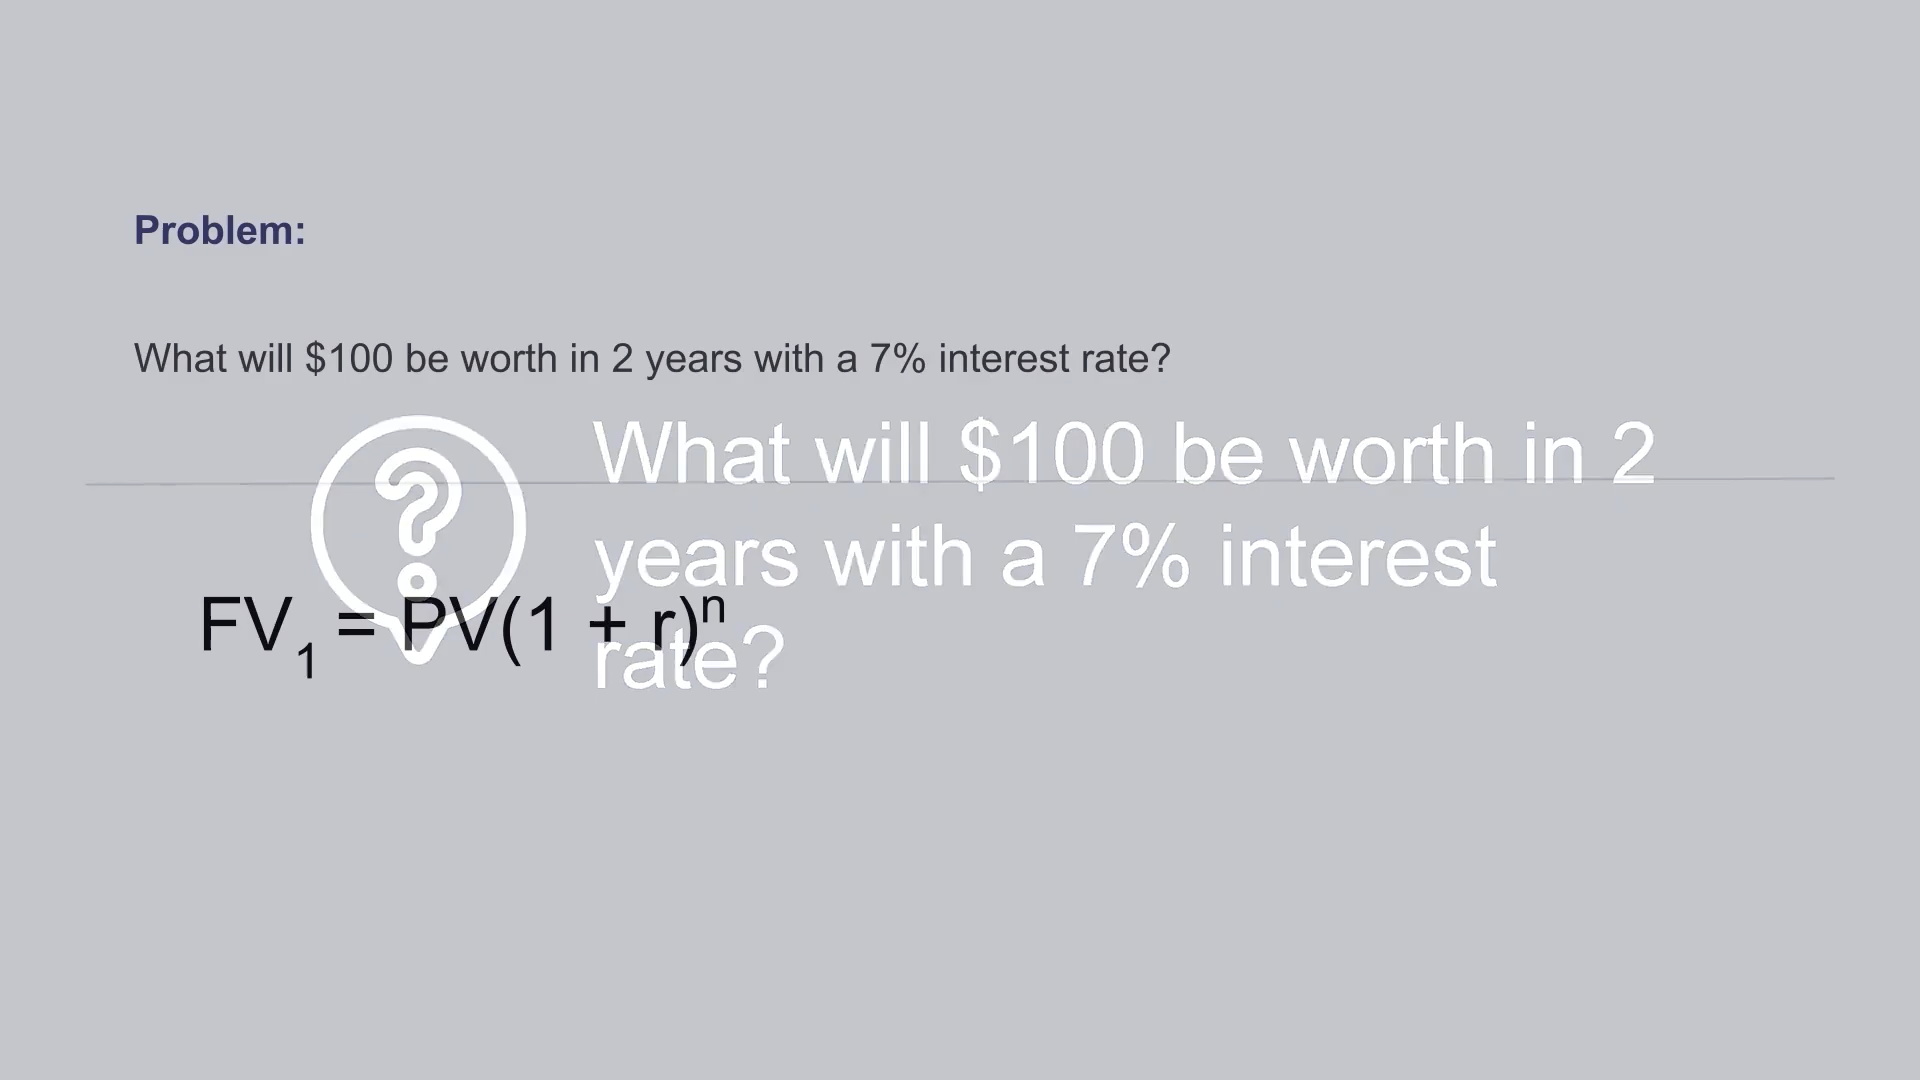 Problem:
What will $100 be worth in 2 years with a 7% interest rate?
What will $100 be worth in 2
years with a 7% interest
rate?
FV₁ = PV(1 + r)ⁿ